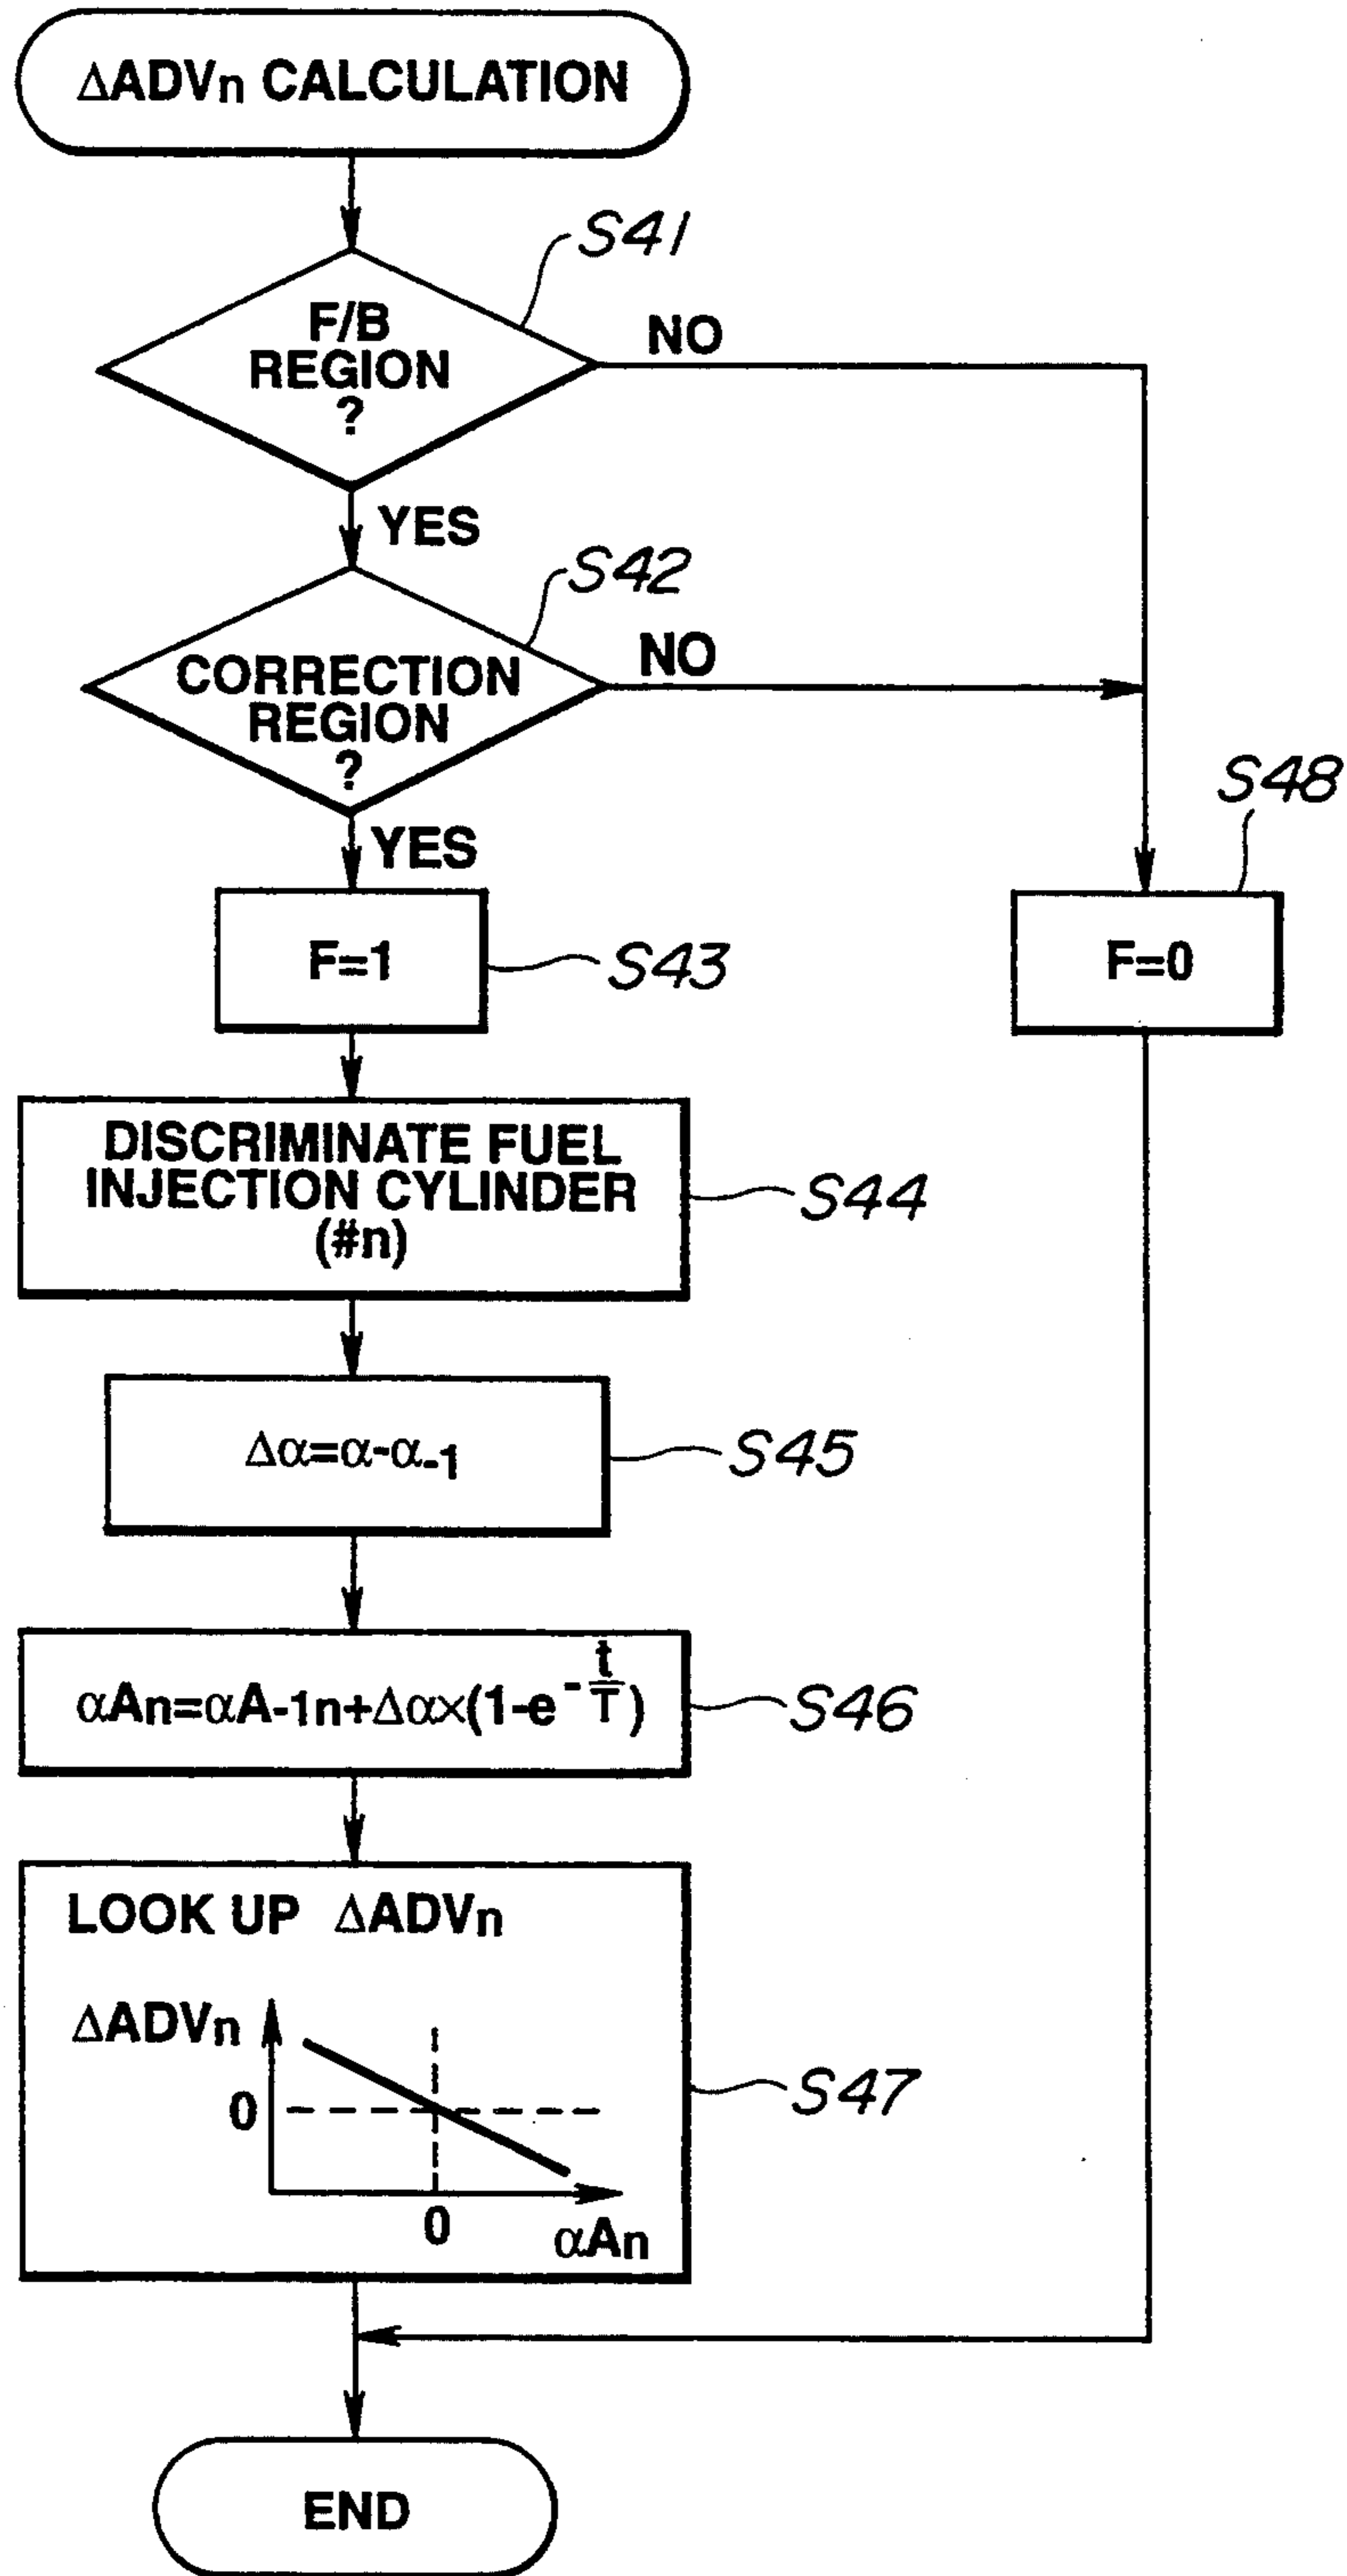 ΔADVn CALCULATION
S41
F/B
REGION
?
NO
YES
S42
CORRECTION
REGION
?
NO
YES
S48
F=1
S43
F=0
DISCRIMINATE FUEL
INJECTION CYLINDER
(#n)
S44
Δα=α-α-1
S45
αAn=αA-1n+Δα×(1-e-t/T)
S46
LOOK UP ΔADVn
ΔADVn
0
S47
0
αAn
END